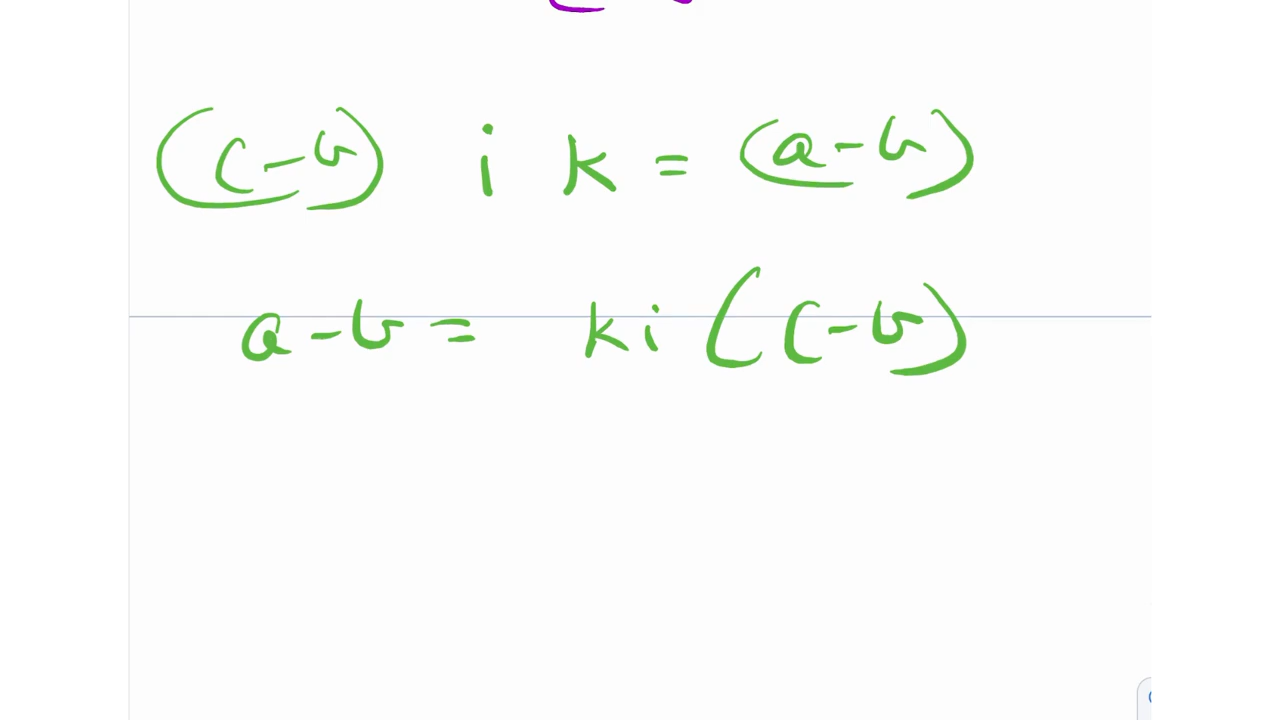 (c-b) i k = (a-b)
a-b = ki (c-b)